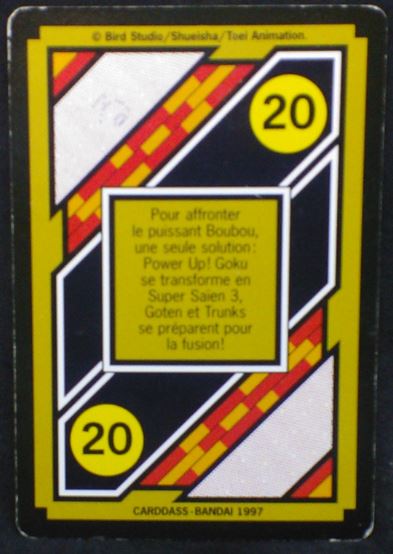 © Bird Studio/Shueisha/Toei Animation.
20
Pour affronter
le puissant Boubou,
une seule solution:
Power Up! Goku
se transforme en
Super Saïen 3,
Goten et Trunks
se préparent pour
la fusion!
20
CARDDASS-BANDAI 1997